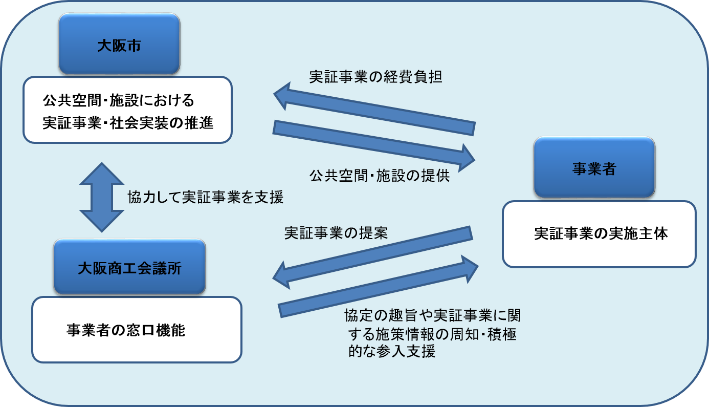 大阪市
公共空間・施設における
実証事業・社会実装の推進
実証事業の経費負担
公共空間・施設の提供
事業者
実証事業の実施主体
協力して実証事業を支援
実証事業の提案
大阪商工会議所
事業者の窓口機能
協定の趣旨や実証事業に関
する施策情報の周知・積極
的な参入支援